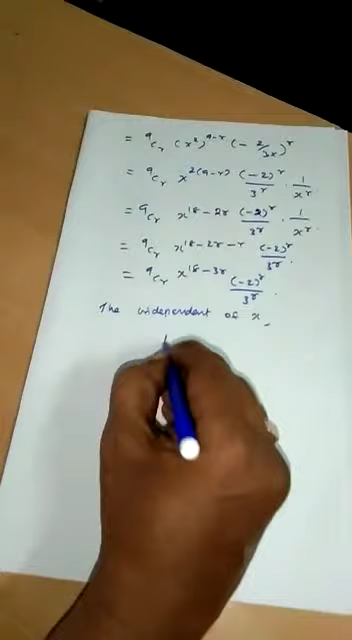 = ⁹Cᵣ (x²)⁹⁻ʳ (- 2/3x)ʳ
= ⁹Cᵣ x²⁽⁹⁻ʳ⁾ (-2)ʳ/3ʳ · 1/xʳ
= ⁹Cᵣ x¹⁸⁻²ʳ (-2)ʳ/3ʳ · 1/xʳ
= ⁹Cᵣ x¹⁸⁻²ʳ⁻ʳ (-2)ʳ/3ʳ.
= ⁹Cᵣ x¹⁸⁻³ʳ (-2)ʳ/3ʳ.
The independent of x,